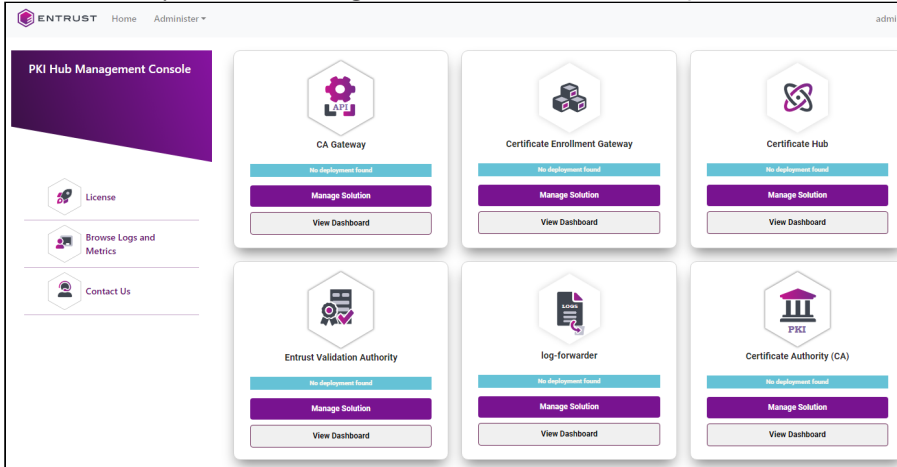 ENTRUST Home Administer admi
PKI Hub Management Console
License
Browse Logs and
Metrics
Contact Us
API
CA Gateway
No deployment found
Manage Solution
View Dashboard
Certificate Enrollment Gateway
No deployment found
Manage Solution
View Dashboard
Certificate Hub
No deployment found
Manage Solution
View Dashboard
Entrust Validation Authority
No deployment found
Manage Solution
View Dashboard
LOGS
log-forwarder
No deployment found
Manage Solution
View Dashboard
PKI
Certificate Authority (CA)
No deployment found
Manage Solution
View Dashboard